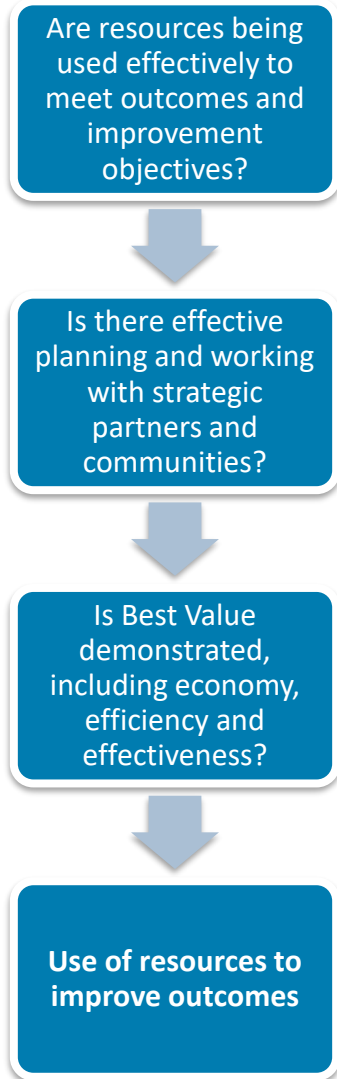 Are resources being
used effectively to
meet outcomes and
improvement
objectives?
Is there effective
planning and working
with strategic
partners and
communities?
Is Best Value
demonstrated,
including economy,
efficiency and
effectiveness?
Use of resources to
improve outcomes